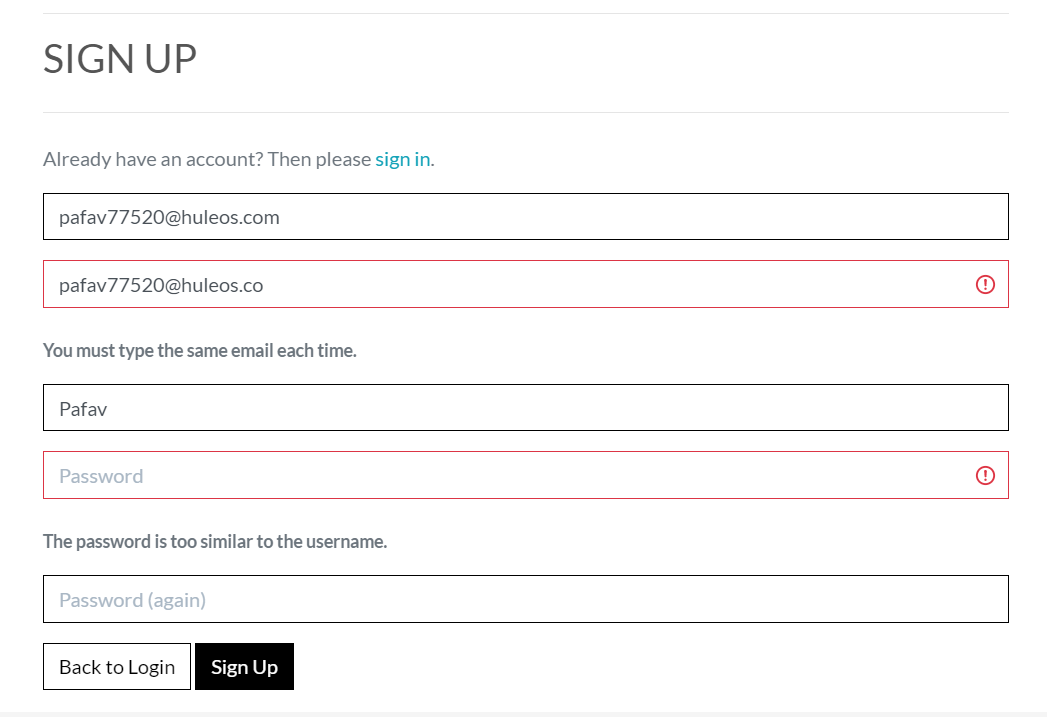 SIGN UP
Already have an account? Then please sign in.
pafav77520@huleos.com
pafav77520@huleos.co
You must type the same email each time.
Pafav
Password
The password is too similar to the username.
Password (again)
Back to Login Sign Up